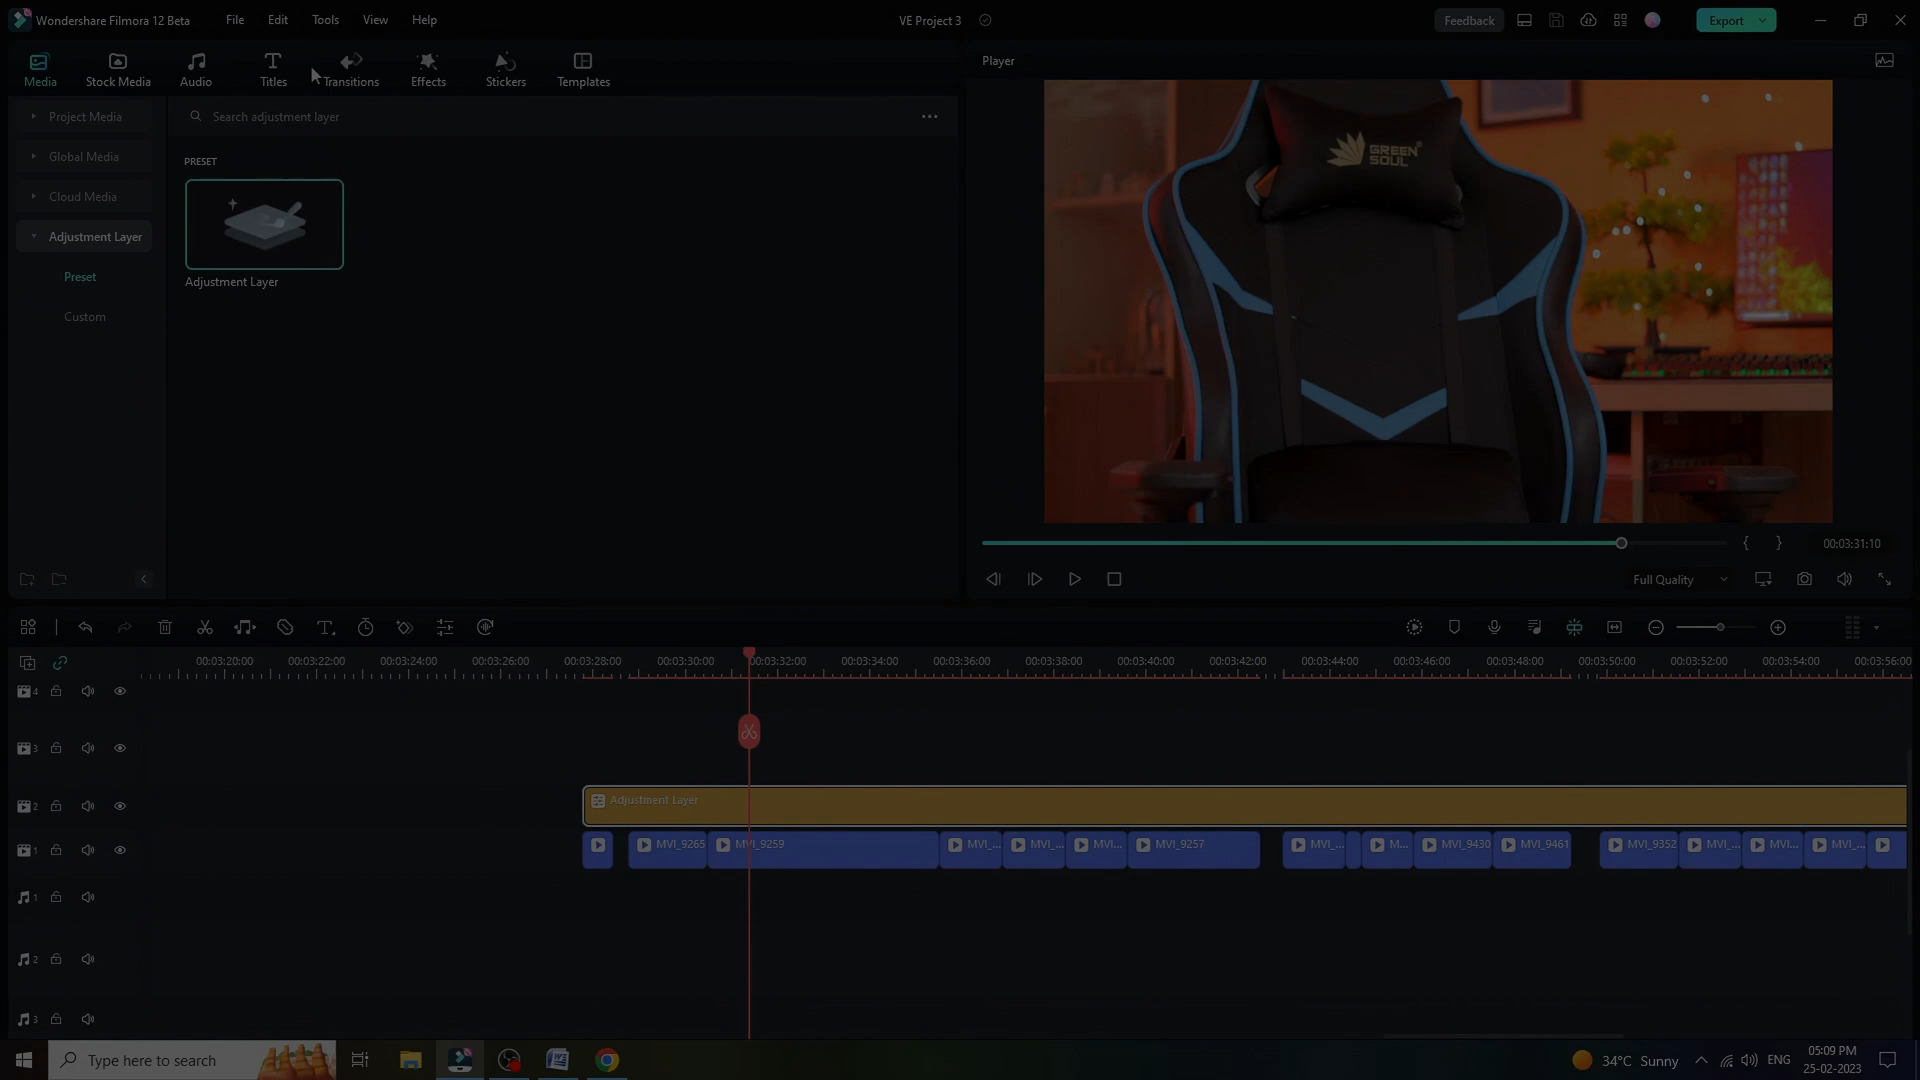 Wondershare Filmora 12 Beta
File
Edit
Tools
View
Help
VE Project 3
Feedback
Export
Media
Stock Media
Audio
Titles
Transitions
Effects
Stickers
Templates
Player
Project Media
Global Media
Cloud Media
Adjustment Layer
Preset
Custom
Search adjustment layer
PRESET
Adjustment Layer
GREEN
SOUL
00:03:31:10
Full Quality
00:03:20:00
00:03:22:00
00:03:24:00
00:03:26:00
00:03:28:00
00:03:30:00
00:03:32:00
00:03:34:00
00:03:36:00
00:03:38:00
00:03:40:00
00:03:42:00
00:03:44:00
00:03:46:00
00:03:48:00
00:03:50:00
00:03:52:00
00:03:54:00
00:03:56:00
4
3
2
Adjustment Layer
1
MVI_9265
MVI_9259
MVI_...
MVI_...
MVI...
MVI_9257
MVI_...
M...
MVI_9430
MVI_9461
MVI_9352
MVI_...
MVI...
MVI_...
1
2
3
Type here to search
34°C Sunny
ENG
05:09 PM
25-02-2023